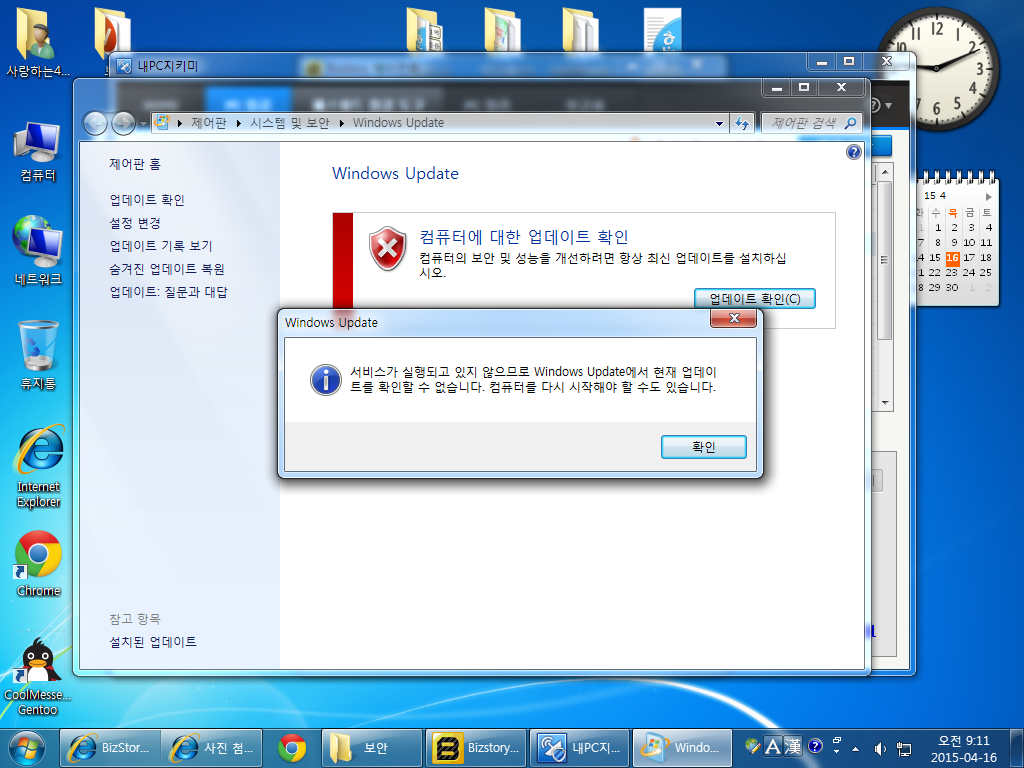 사랑하는4...
내PC지키미
제어판
시스템 및 보안
Windows Update
제어판 검색
제어판 홈
업데이트 확인
설정 변경
업데이트 기록 보기
숨겨진 업데이트 복원
업데이트: 질문과 대답
Windows Update
컴퓨터에 대한 업데이트 확인
컴퓨터의 보안 및 성능을 개선하려면 항상 최신 업데이트를 설치하십
시오.
업데이트 확인(C)
Windows Update
서비스가 실행되고 있지 않으므로 Windows Update에서 현재 업데이
트를 확인할 수 없습니다. 컴퓨터를 다시 시작해야 할 수도 있습니다.
확인
참고 항목
설치된 업데이트
컴퓨터
네트워크
휴지통
Internet
Explorer
Chrome
CoolMesse...
Gentoo
12
1
2
3
4
5
6
7
10
15 4
수 목 금 토
1 2 3 4
7 8 9 10 11
14 15 16 17 18
22 23 24 25
28 29 30 1 2
BizStor...
사진 첨...
보안
Bizstory...
내PC지...
Windo...
A 漢
오전 9:11
2015-04-16